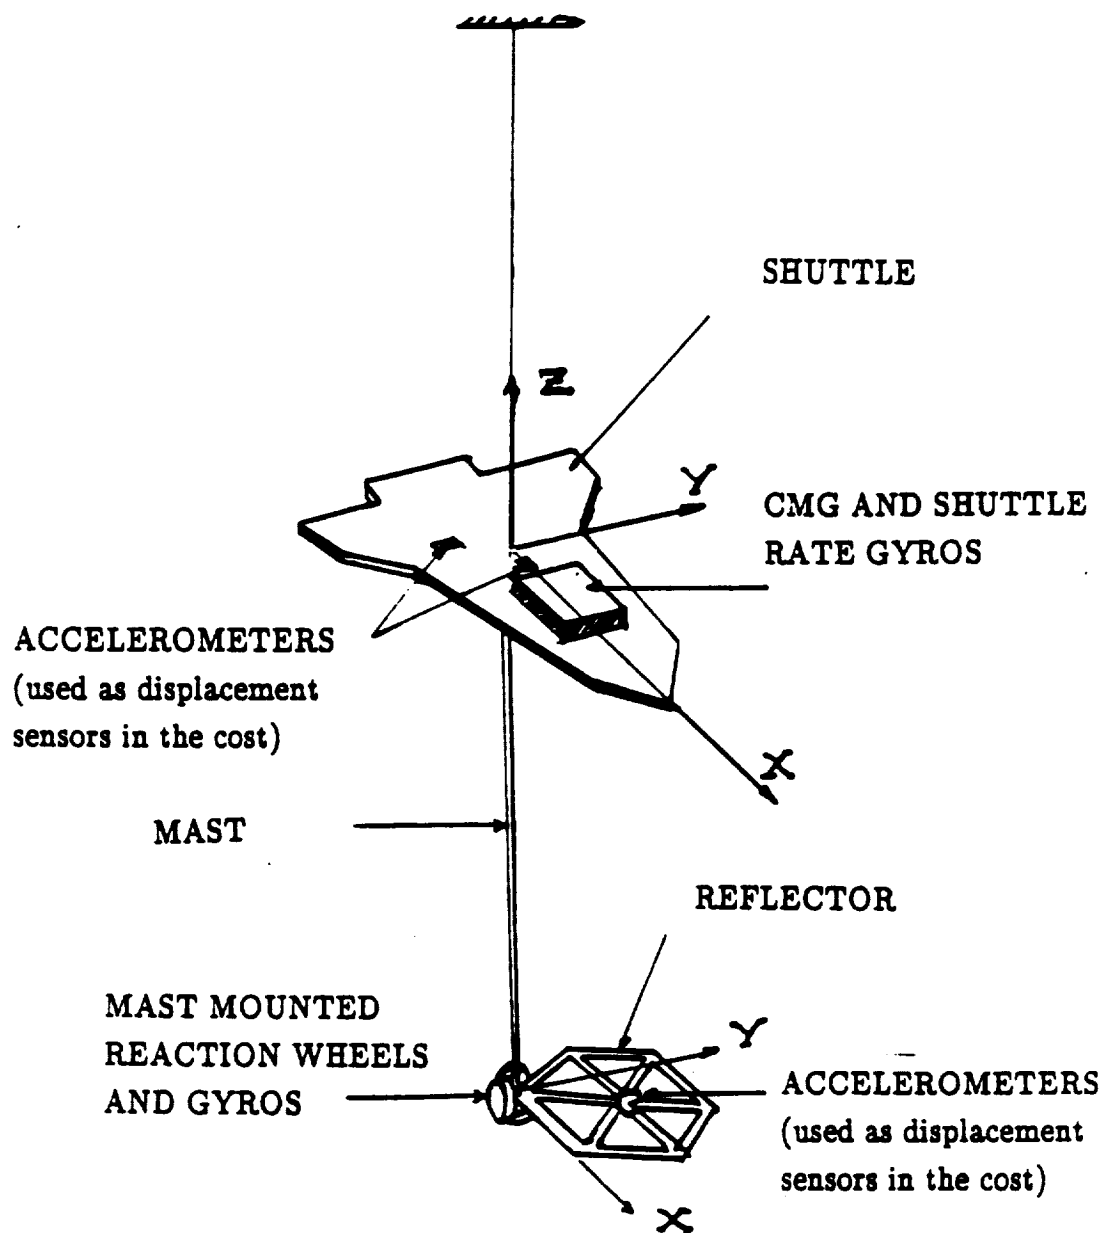 SHUTTLE
Z
Y
CMG AND SHUTTLE
RATE GYROS
ACCELEROMETERS
(used as displacement
sensors in the cost)
X
MAST
REFLECTOR
MAST MOUNTED
REACTION WHEELS
AND GYROS
Y
ACCELEROMETERS
(used as displacement
sensors in the cost)
X